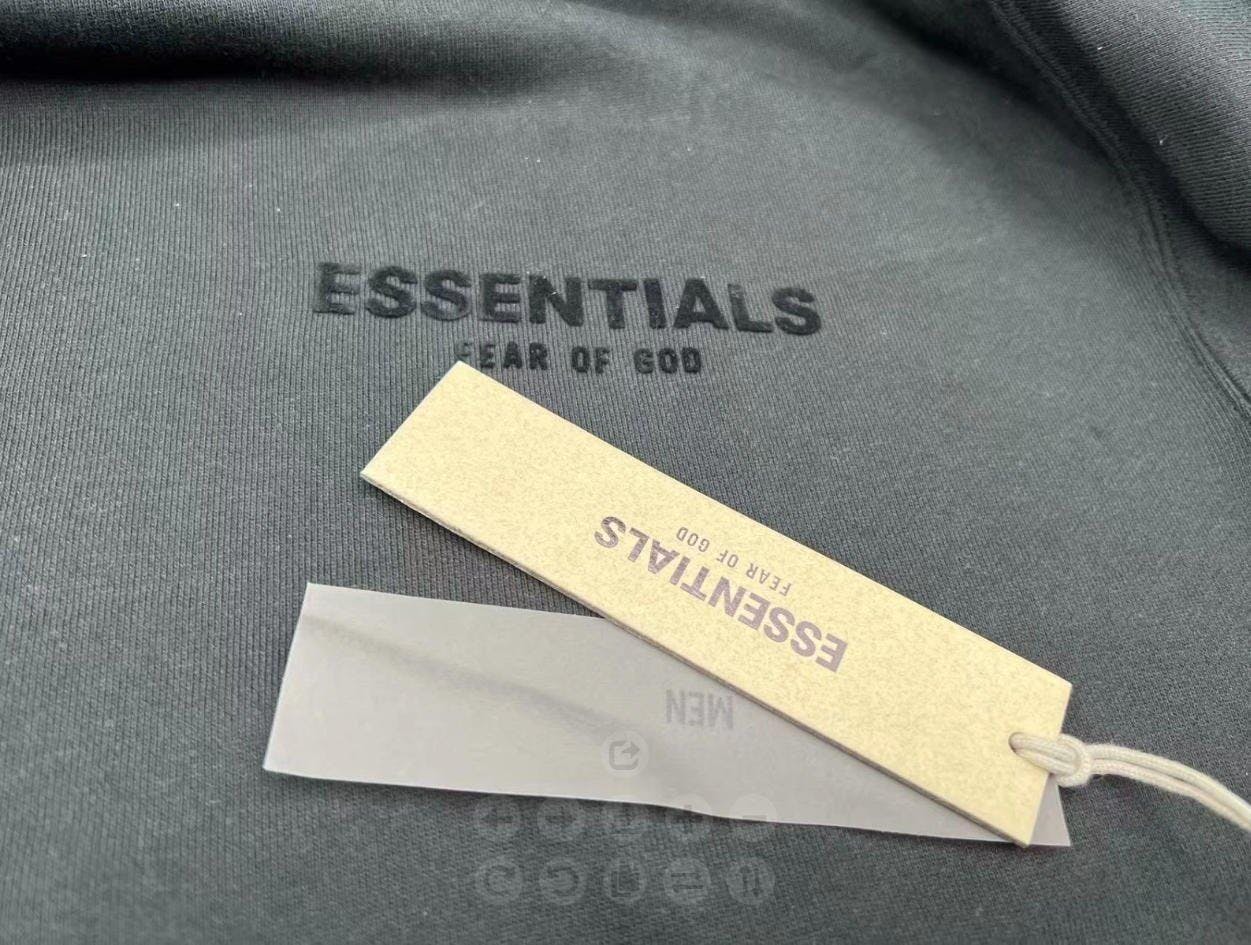 ESSENTIALS
FEAR OF GOD
ESSENTIALS
FEAR OF GOD
MEN